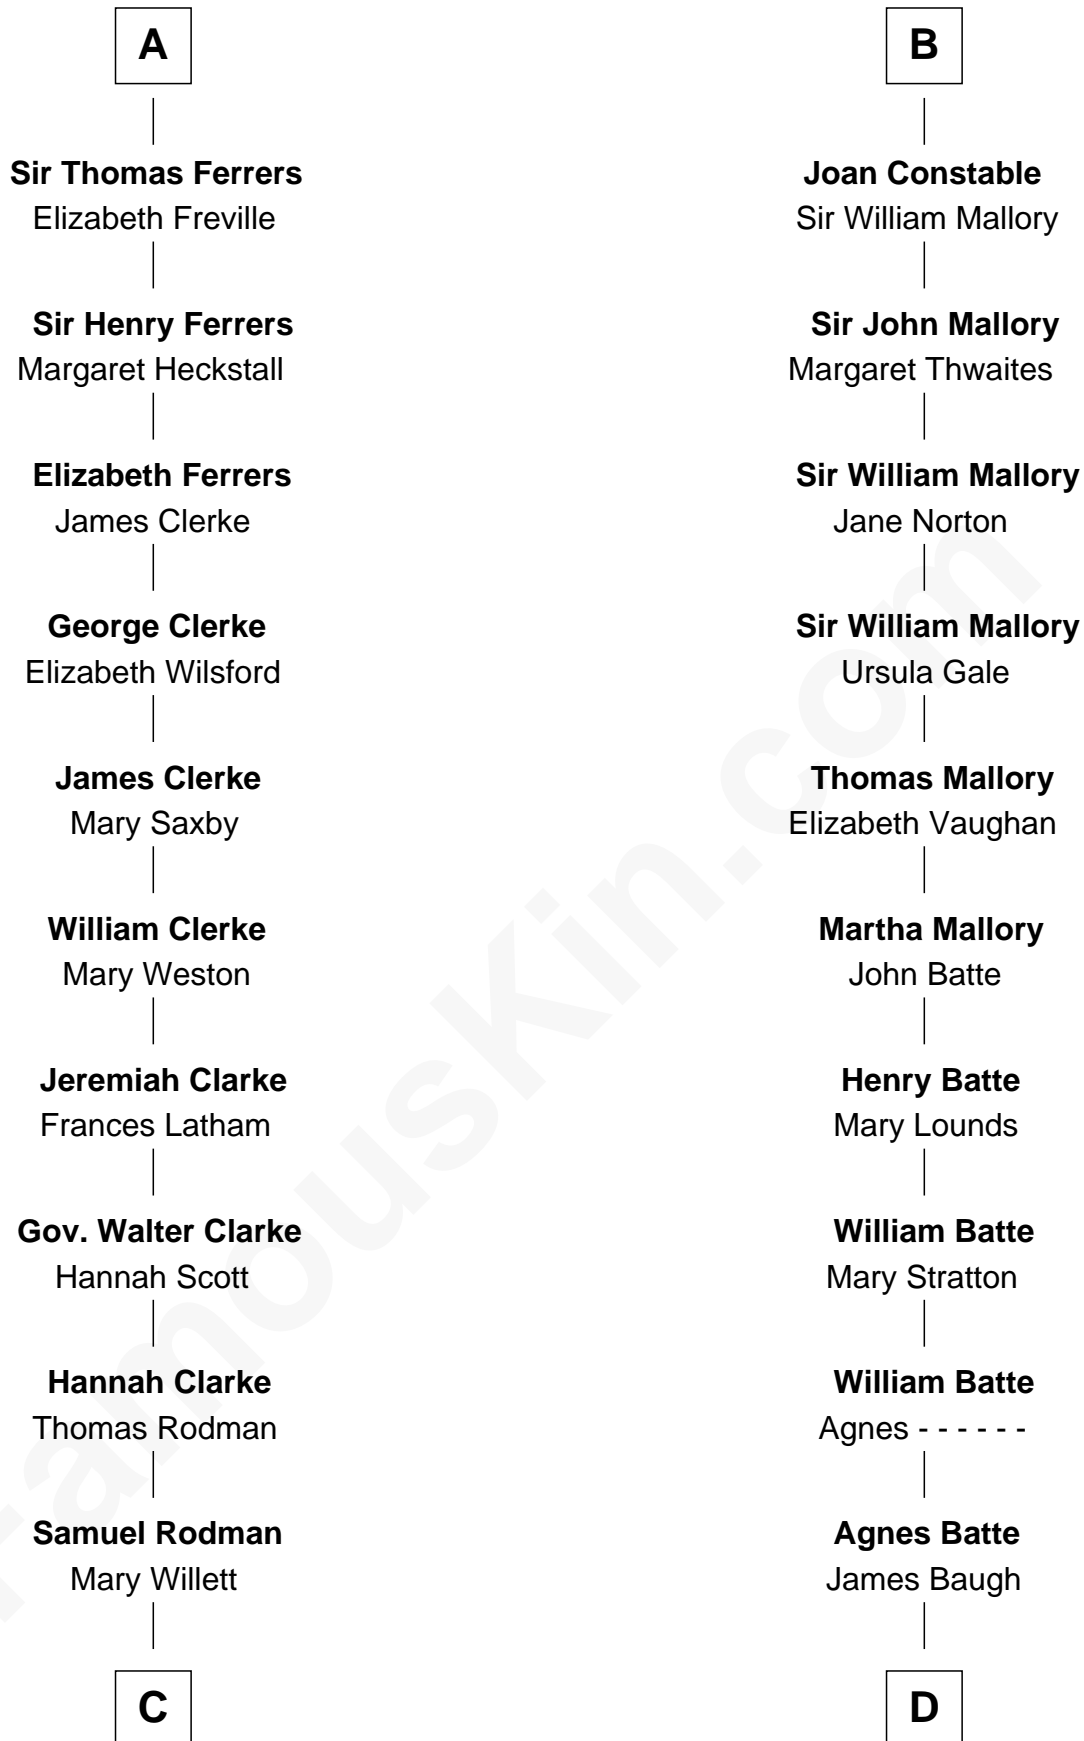 A
Sir Thomas Ferrers
Elizabeth Freville
Sir Henry Ferrers
Margaret Heckstall
Elizabeth Ferrers
James Clerke
George Clerke
Elizabeth Wilsford
James Clerke
Mary Saxby
William Clerke
Mary Weston
Jeremiah Clarke
Frances Latham
Gov. Walter Clarke
Hannah Scott
Hannah Clarke
Thomas Rodman
Samuel Rodman
Mary Willett
C
B
Joan Constable
Sir William Mallory
Sir John Mallory
Margaret Thwaites
Sir William Mallory
Jane Norton
Sir William Mallory
Ursula Gale
Thomas Mallory
Elizabeth Vaughan
Martha Mallory
John Batte
Henry Batte
Mary Lounds
William Batte
Mary Stratton
William Batte
Agnes - - - - - -
Agnes Batte
James Baugh
D
FamousKin.com